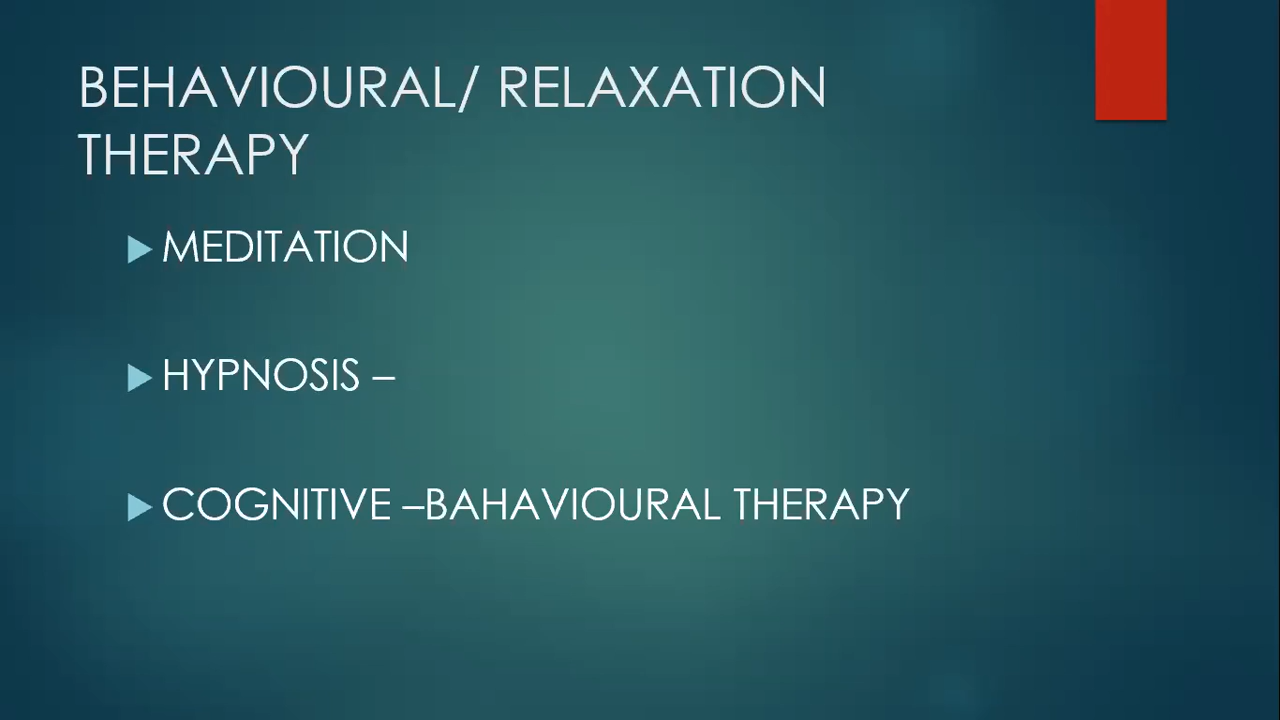 BEHAVIOURAL/ RELAXATION
THERAPY
MEDITATION
HYPNOSIS –
COGNITIVE –BAHAVIOURAL THERAPY